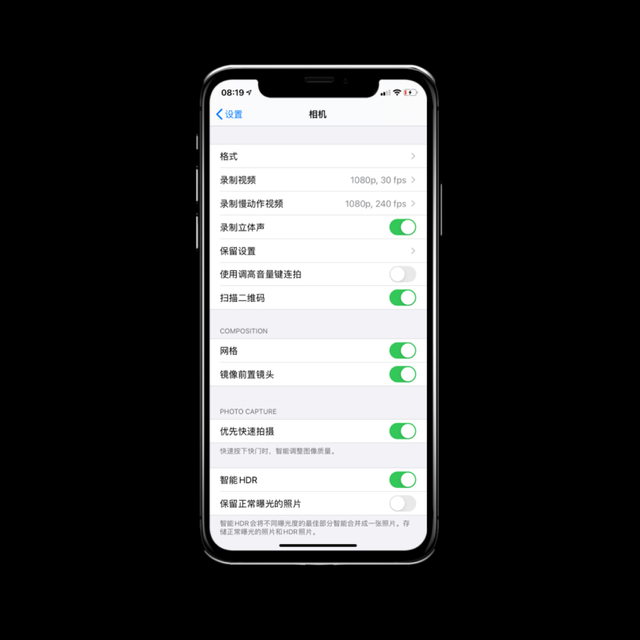 08:19
设置
相机
格式
录制视频 1080p, 30 fps
录制慢动作视频 1080p, 240 fps
录制立体声
保留设置
使用调高音量键连拍
扫描二维码
COMPOSITION
网格
镜像前置镜头
PHOTO CAPTURE
优先快速拍摄
快速按下快门时，智能调整图像质量。
智能HDR
保留正常曝光的照片
智能HDR会将不同曝光度的最佳部分智能合并成一张照片。存
储正常曝光的照片和HDR照片。